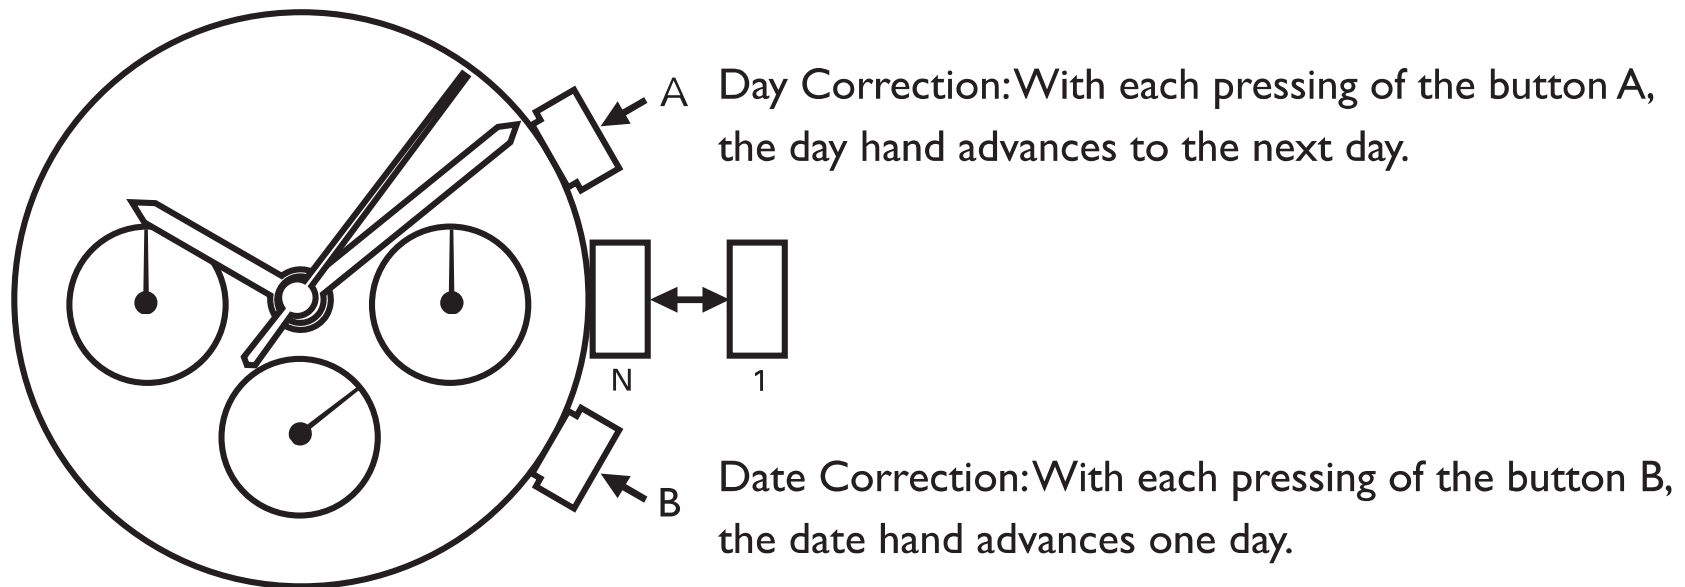 A
Day Correction: With each pressing of the button A,
the day hand advances to the next day.
N
1
B
Date Correction: With each pressing of the button B,
the date hand advances one day.